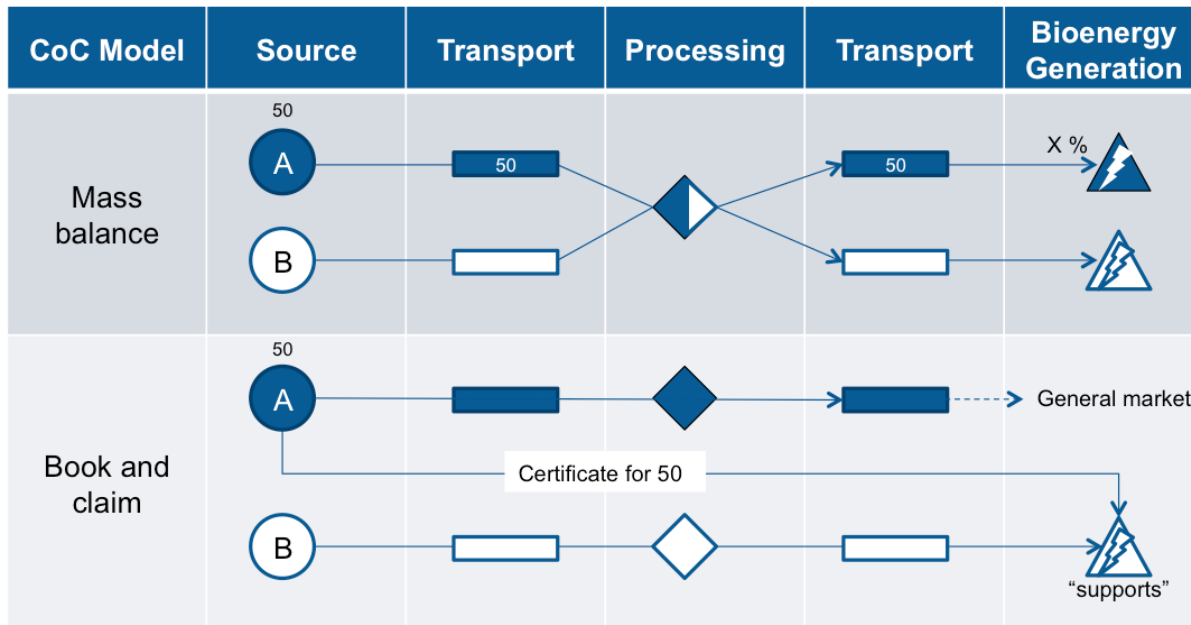 CoC Model
Source
Transport
Processing
Transport
Bioenergy
Generation
Mass
balance
50
A
50
50
X %
B
Book and
claim
50
A
General market
Certificate for 50
B
“supports”